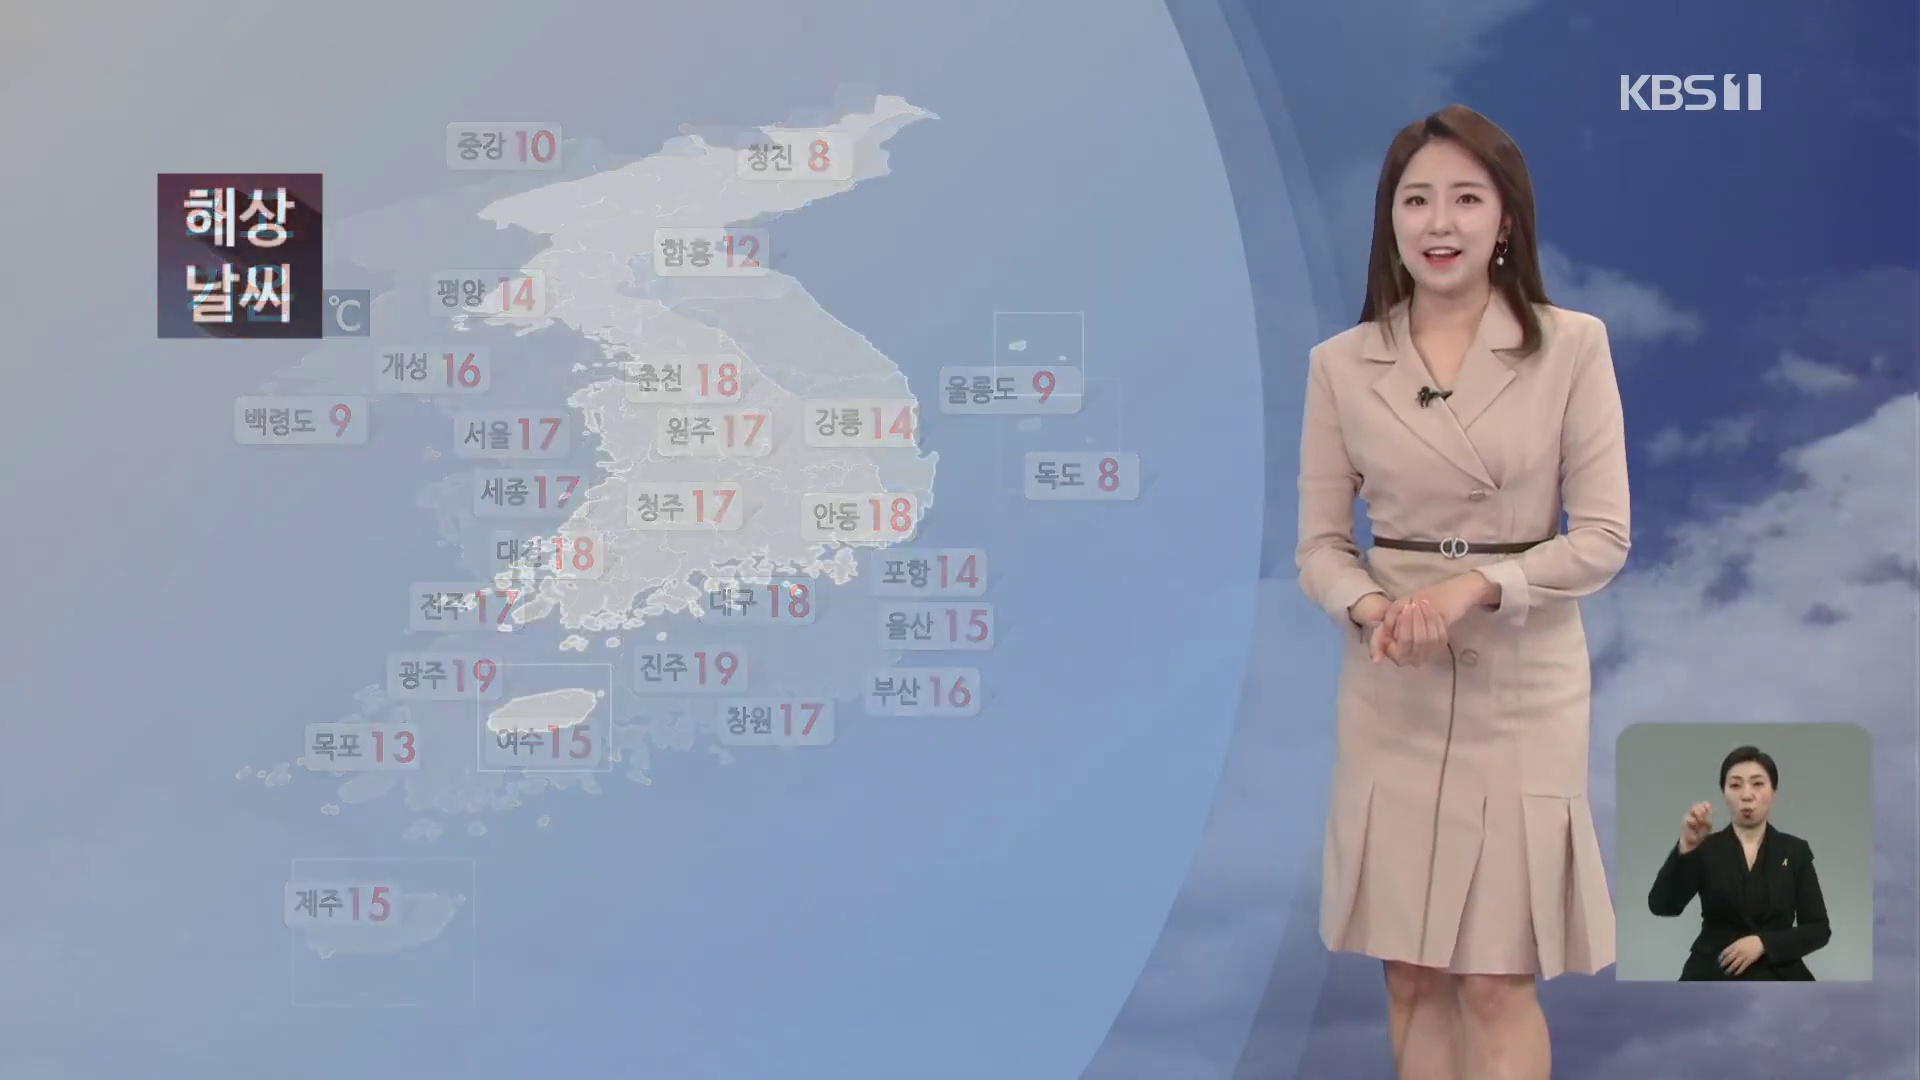 KBS 1
해상
날씨
℃
중강 10
청진 8
함흥 12
평양 14
개성 16
춘천 18
백령도 9
서울 17
원주 17
강릉 14
울릉도 9
독도 8
세종 17
청주 17
안동 18
대전 18
포항 14
전주 17
대구 18
울산 15
광주 19
진주 19
부산 16
목포 13
여수 15
창원 17
제주 15